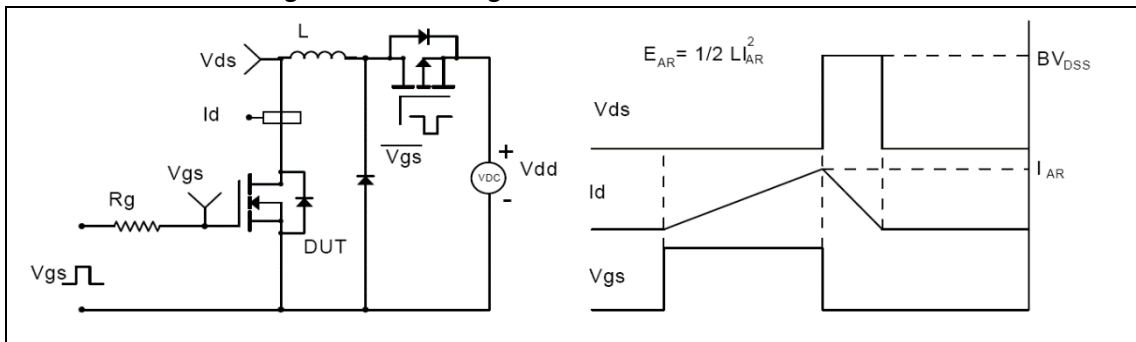 L
Vds
Id
Vgs
Vgs
+
Rg
VDC
Vdd
-
DUT
Vgs
E_AR = 1/2 LI_AR^2
BV_DSS
Vds
I_AR
Id
Vgs